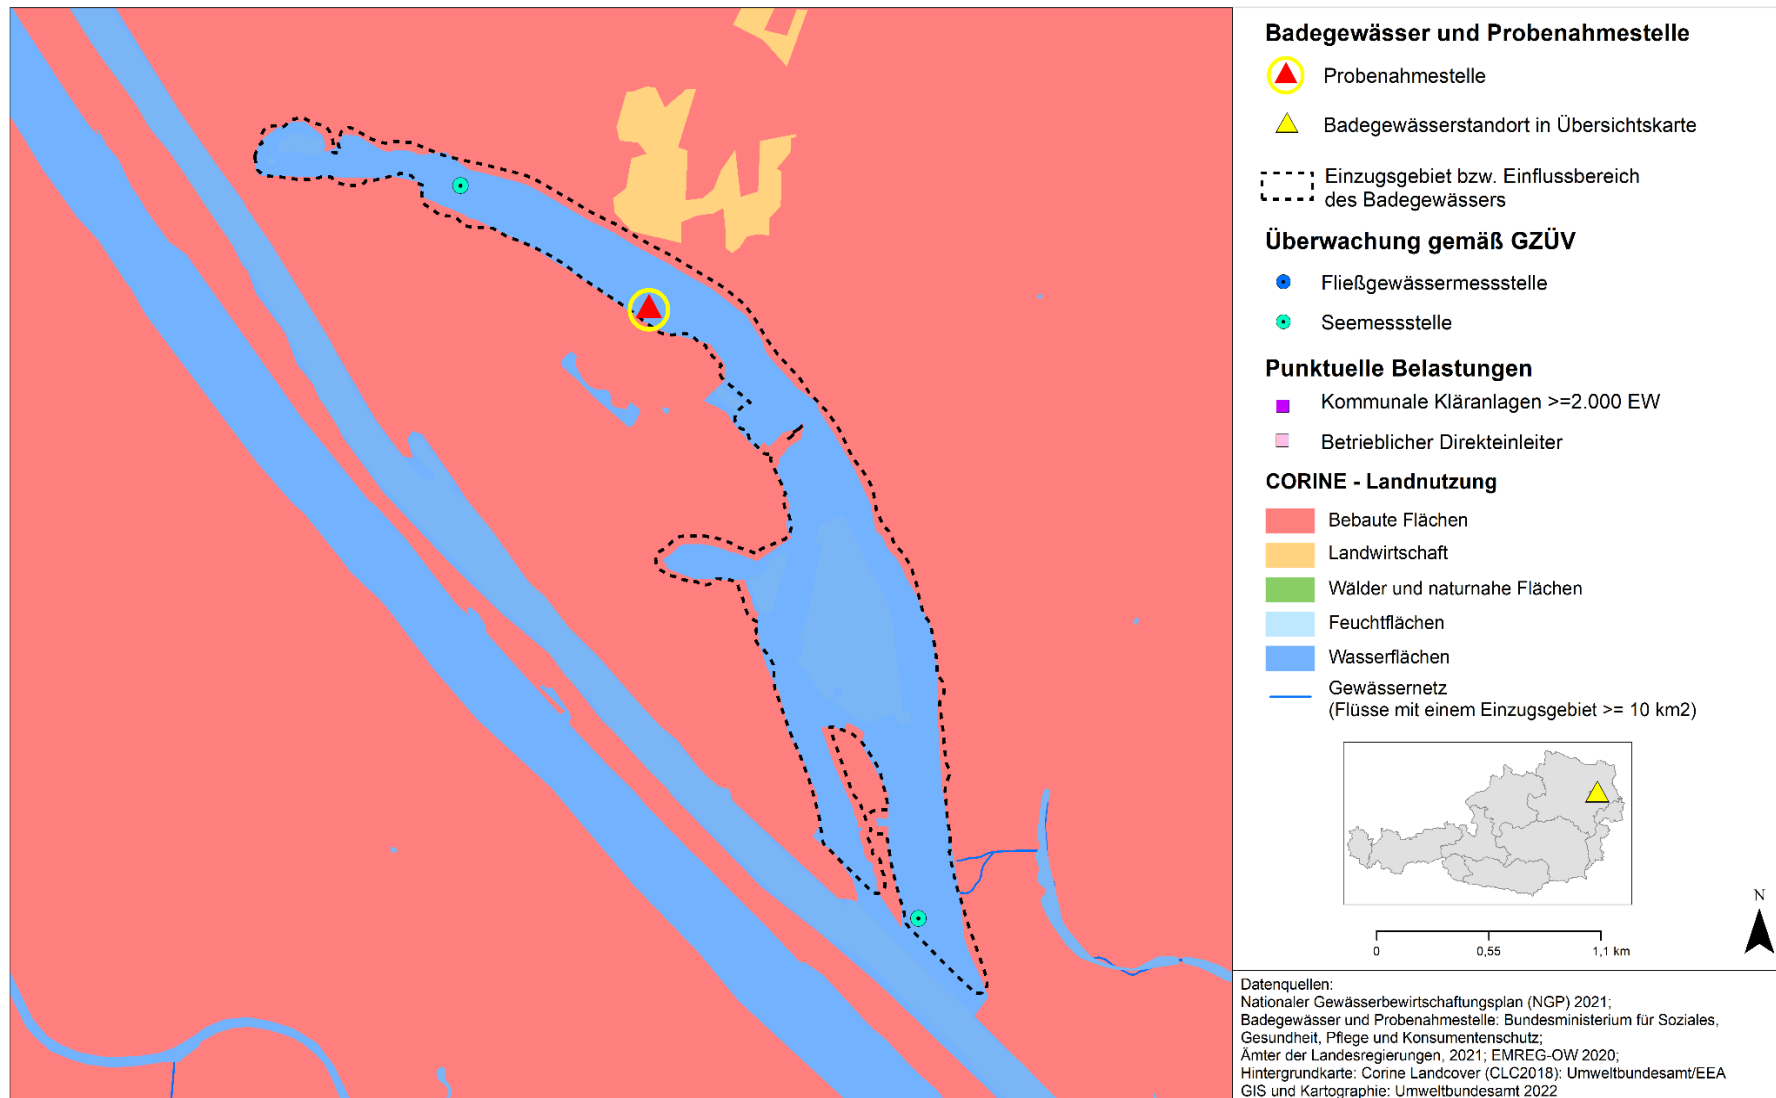 Badegewässer und Probenahmestelle
Probenahmestelle
Badegewässerstandort in Übersichtskarte
Einzugsgebiet bzw. Einflussbereich
des Badegewässers
Überwachung gemäß GZÜV
Fließgewässermessstelle
Seemessstelle
Punktuelle Belastungen
Kommunale Kläranlagen >=2.000 EW
Betrieblicher Direkteinleiter
CORINE - Landnutzung
Bebaute Flächen
Landwirtschaft
Wälder und naturnahe Flächen
Feuchtflächen
Wasserflächen
Gewässernetz
(Flüsse mit einem Einzugsgebiet >= 10 km2)
N
0 0,55 1,1 km
Datenquellen:
Nationaler Gewässerbewirtschaftungsplan (NGP) 2021;
Badegewässer und Probenahmestelle: Bundesministerium für Soziales,
Gesundheit, Pflege und Konsumentenschutz;
Ämter der Landesregierungen, 2021; EMREG-OW 2020;
Hintergrundkarte: Corine Landcover (CLC2018): Umweltbundesamt/EEA
GIS und Kartographie: Umweltbundesamt 2022